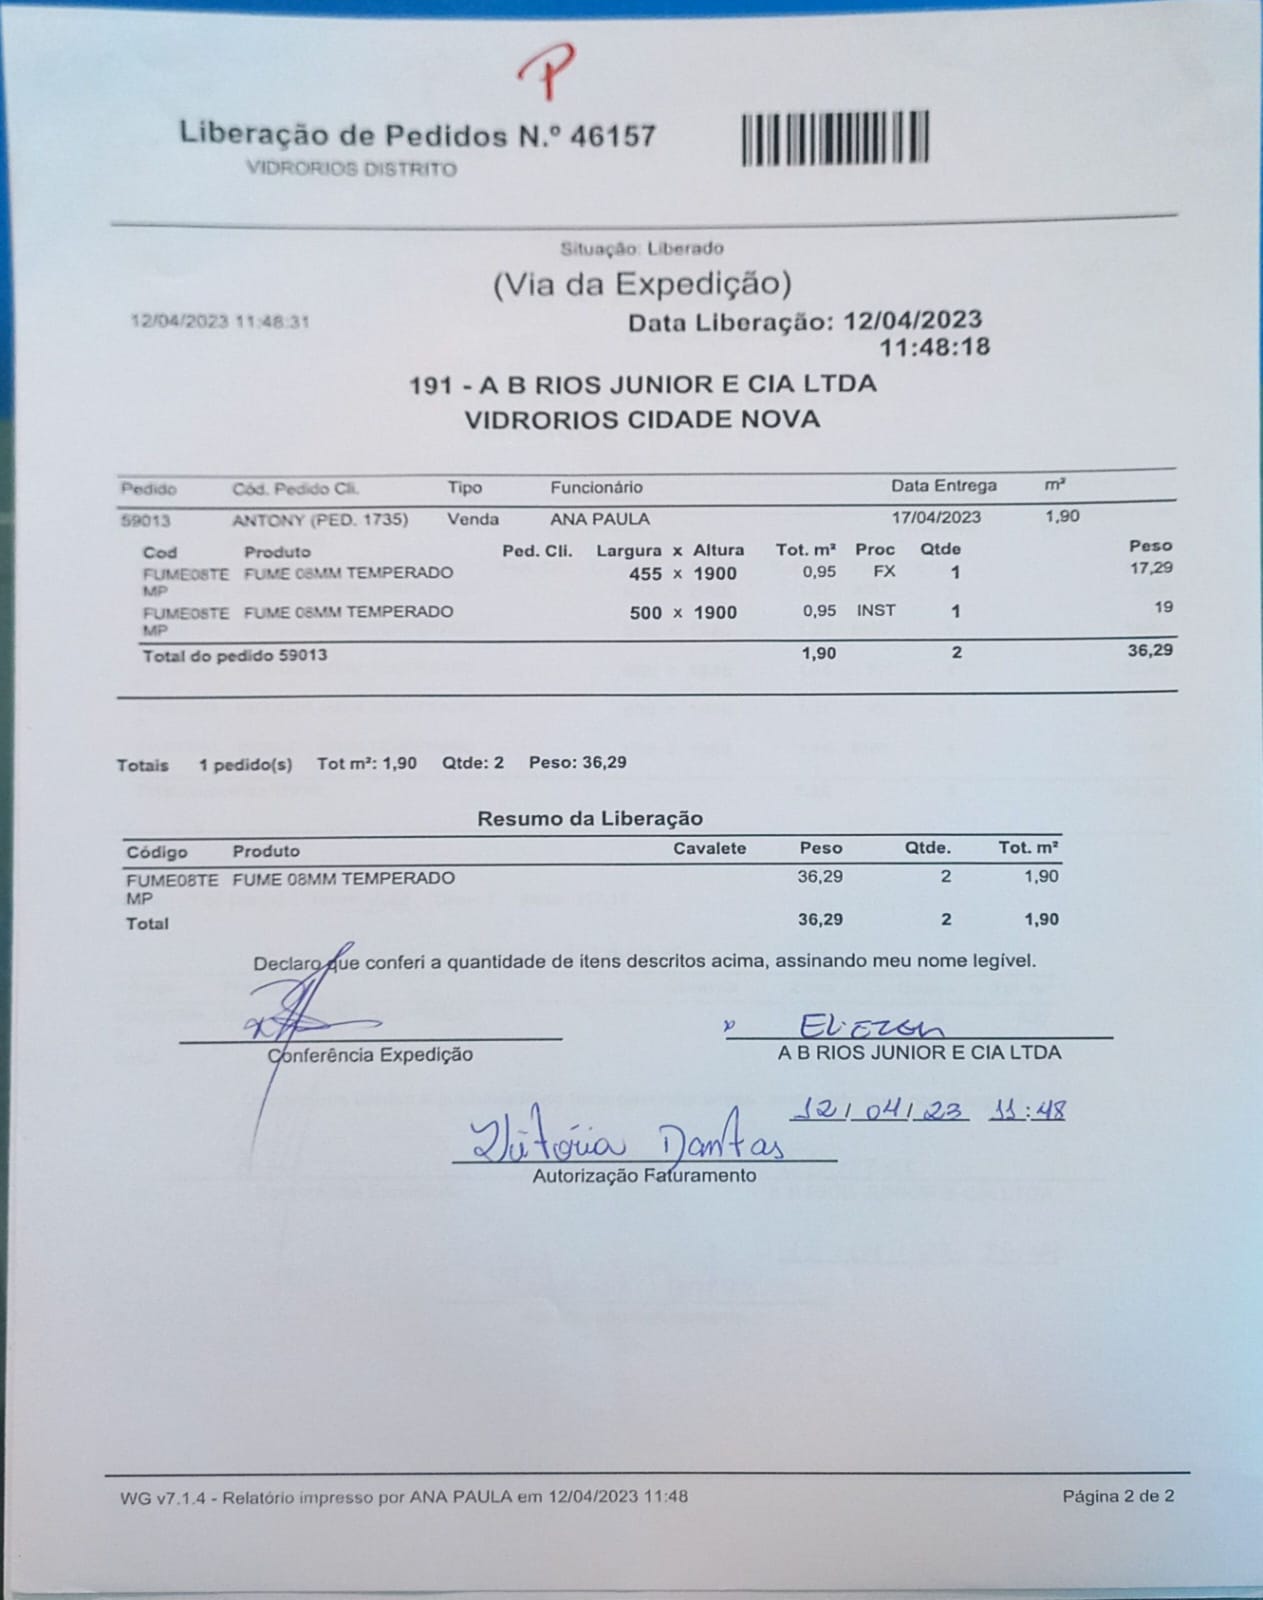 P
Liberação de Pedidos N.º 46157
VIDRORIOS DISTRITO
Situação: Liberado
(Via da Expedição)
12/04/2023 11:48:31
Data Liberação: 12/04/2023
11:48:18
191 - A B RIOS JUNIOR E CIA LTDA
VIDRORIOS CIDADE NOVA
Pedido Cód. Pedido Cli. Tipo Funcionário Data Entrega m²
59013 ANTONY (PED. 1735) Venda ANA PAULA 17/04/2023 1,90
Cod Produto Ped. Cli. Largura x Altura Tot. m² Proc Qtde Peso
FUME08TE FUME 08MM TEMPERADO 455 x 1900 0,95 FX 1 17,29
MP
FUME08TE FUME 08MM TEMPERADO 500 x 1900 0,95 INST 1 19
MP
Total do pedido 59013 1,90 2 36,29
Totais 1 pedido(s) Tot m²: 1,90 Qtde: 2 Peso: 36,29
Resumo da Liberação
Código Produto Cavalete Peso Qtde. Tot. m²
FUME08TE FUME 08MM TEMPERADO 36,29 2 1,90
MP
Total 36,29 2 1,90
Declaro que conferi a quantidade de itens descritos acima, assinando meu nome legível.
x Eliezer
Conferência Expedição A B RIOS JUNIOR E CIA LTDA
12/04/23 11:48
Vitória Dantas
Autorização Faturamento
WG v7.1.4 - Relatório impresso por ANA PAULA em 12/04/2023 11:48 Página 2 de 2